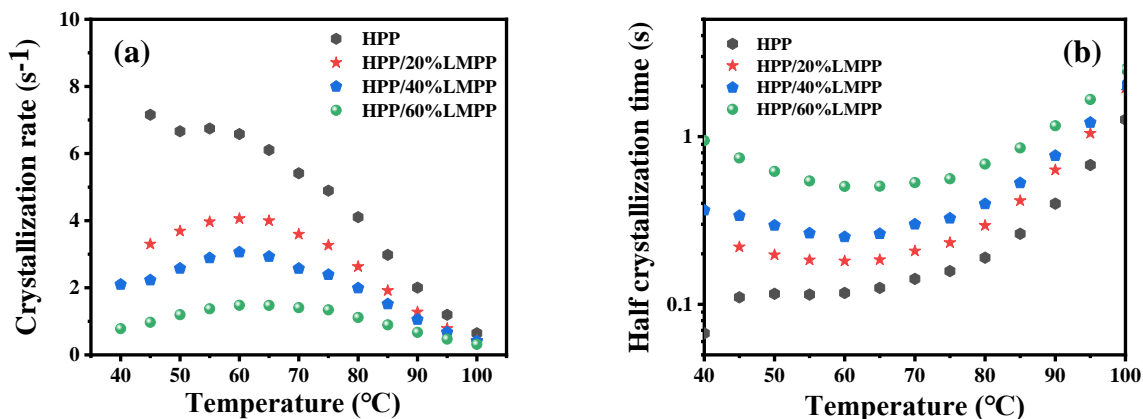 (a)
HPP
HPP/20%LMPP
HPP/40%LMPP
HPP/60%LMPP
Crystallization rate (s-1)
10
8
6
4
2
0
40 50 60 70 80 90 100
Temperature (°C)
(b)
HPP
HPP/20%LMPP
HPP/40%LMPP
HPP/60%LMPP
Half crystallization time (s)
1
0.1
40 50 60 70 80 90 100
Temperature (°C)